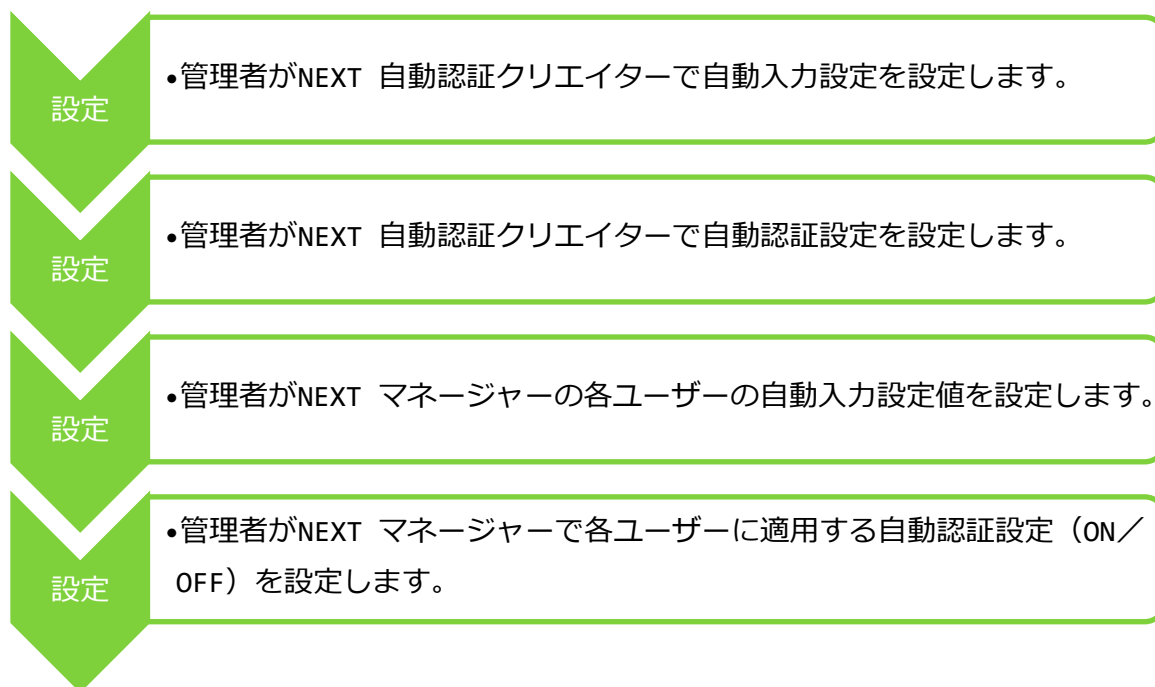 設定
•管理者がNEXT 自動認証クリエイターで自動入力設定を設定します。
設定
•管理者がNEXT 自動認証クリエイターで自動認証設定を設定します。
設定
•管理者がNEXT マネージャーの各ユーザーの自動入力設定値を設定します。
設定
•管理者がNEXT マネージャーで各ユーザーに適用する自動認証設定（ON／
OFF）を設定します。